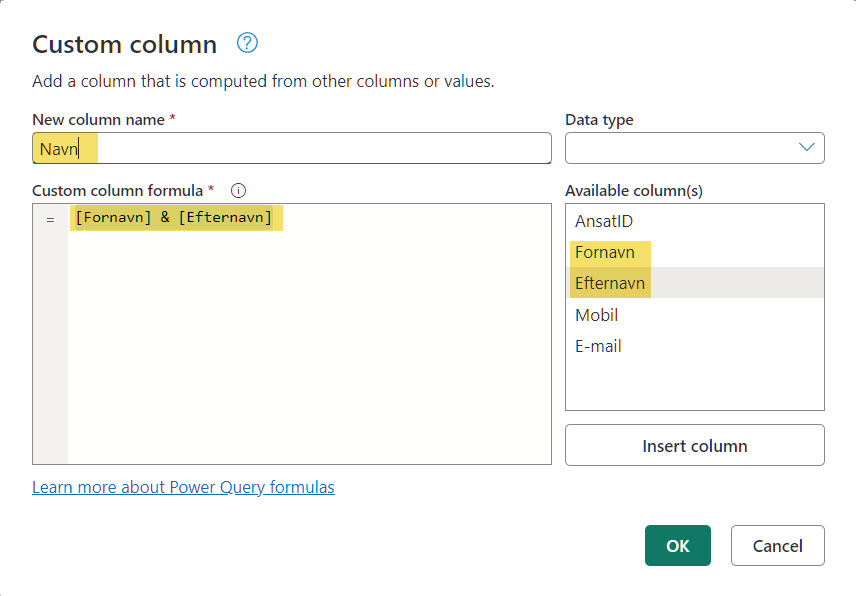 Custom column
Add a column that is computed from other columns or values.
New column name *
Data type
Navn
Custom column formula *
Available column(s)
= [Fornavn] & [Efternavn]
AnsatID
Fornavn
Efternavn
Mobil
E-mail
Insert column
Learn more about Power Query formulas
OK
Cancel